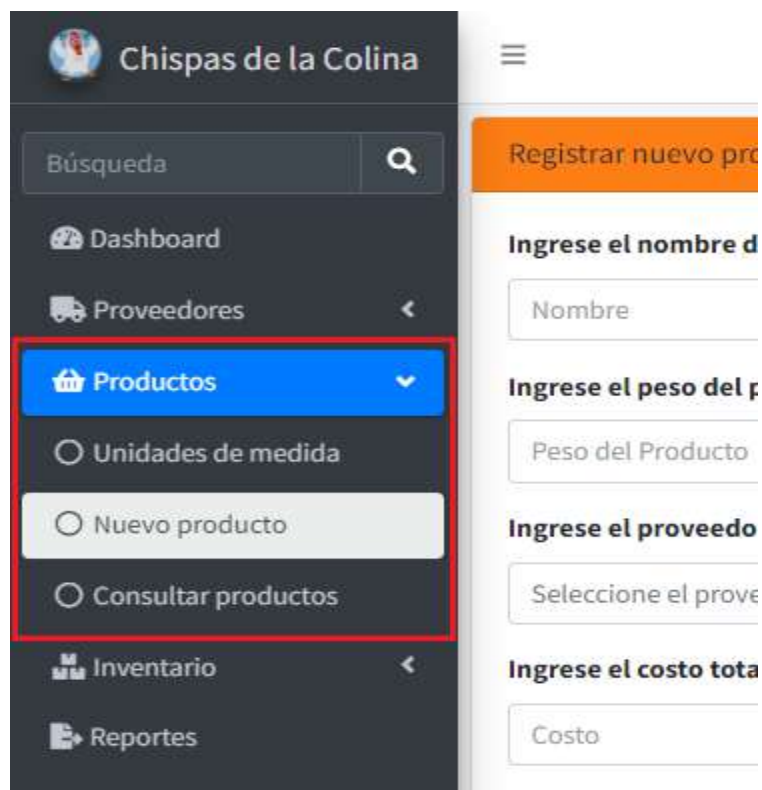 Chispas de la Colina
Búsqueda
Dashboard
Proveedores
Productos
Unidades de medida
Nuevo producto
Consultar productos
Inventario
Reportes
Registrar nuevo pro
Ingrese el nombre d
Nombre
Ingrese el peso del p
Peso del Producto
Ingrese el proveedo
Seleccione el prove
Ingrese el costo tota
Costo